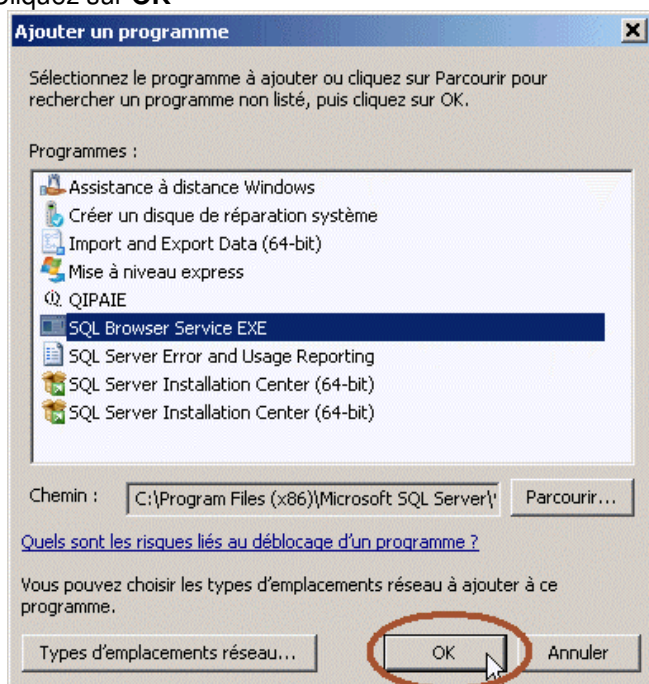 Cliquez sur OK
Ajouter un programme
Sélectionnez le programme à ajouter ou cliquez sur Parcourir pour
rechercher un programme non listé, puis cliquez sur OK.
Programmes :
Assistance à distance Windows
Créer un disque de réparation système
Import and Export Data (64-bit)
Mise à niveau express
QIPAIE
SQL Browser Service EXE
SQL Server Error and Usage Reporting
SQL Server Installation Center (64-bit)
SQL Server Installation Center (64-bit)
Chemin :
C:\Program Files (x86)\Microsoft SQL Server\
Parcourir...
Quels sont les risques liés au déblocage d'un programme ?
Vous pouvez choisir les types d'emplacements réseau à ajouter à ce
programme.
Types d'emplacements réseau...
OK
Annuler